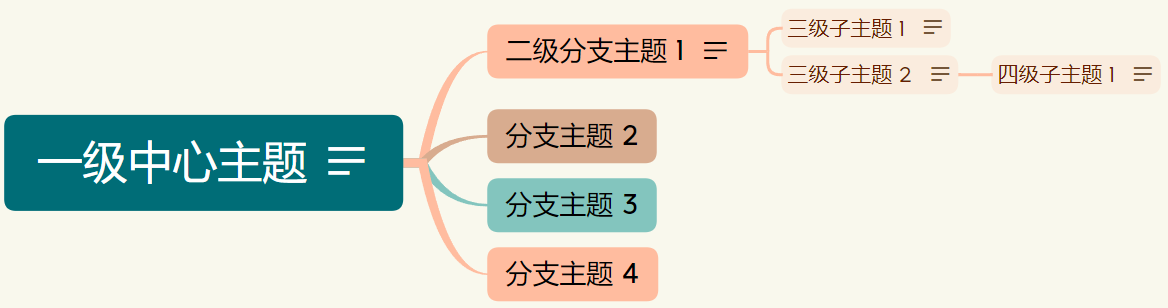 一级中心主题
二级分支主题 1
三级子主题 1
三级子主题 2
四级子主题 1
分支主题 2
分支主题 3
分支主题 4